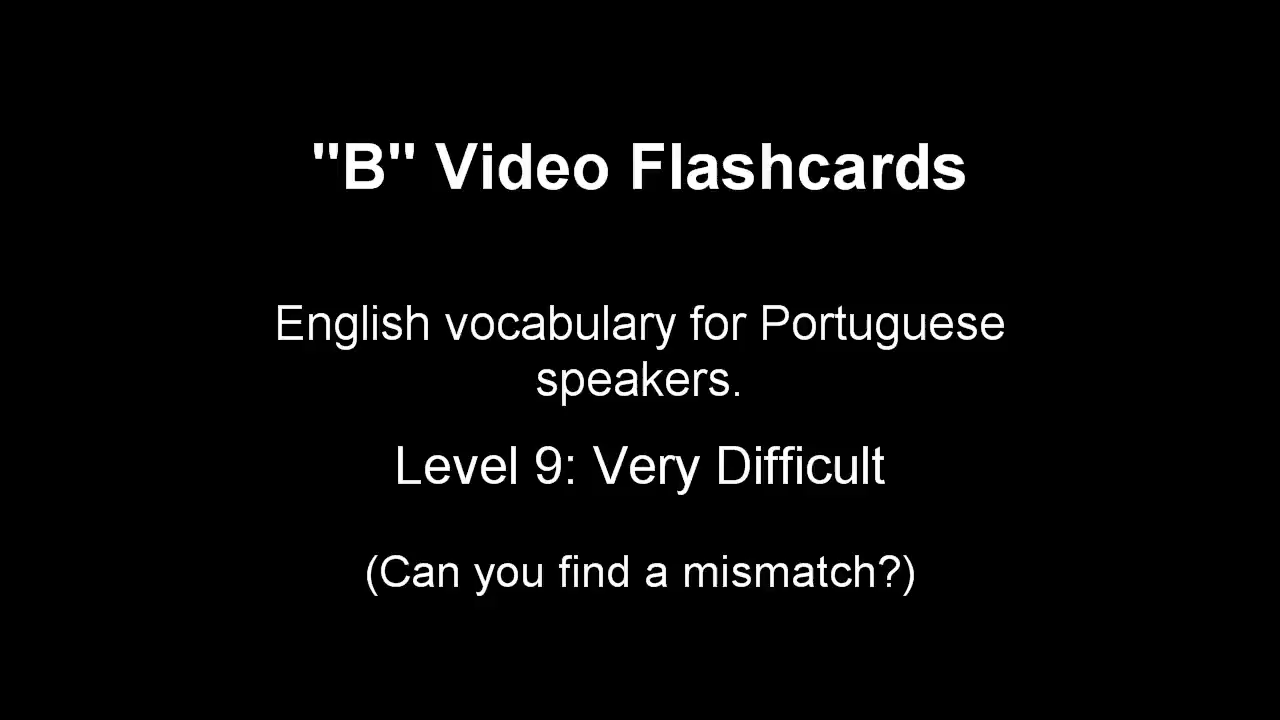 "B" Video Flashcards
English vocabulary for Portuguese
speakers.
Level 9: Very Difficult
(Can you find a mismatch?)